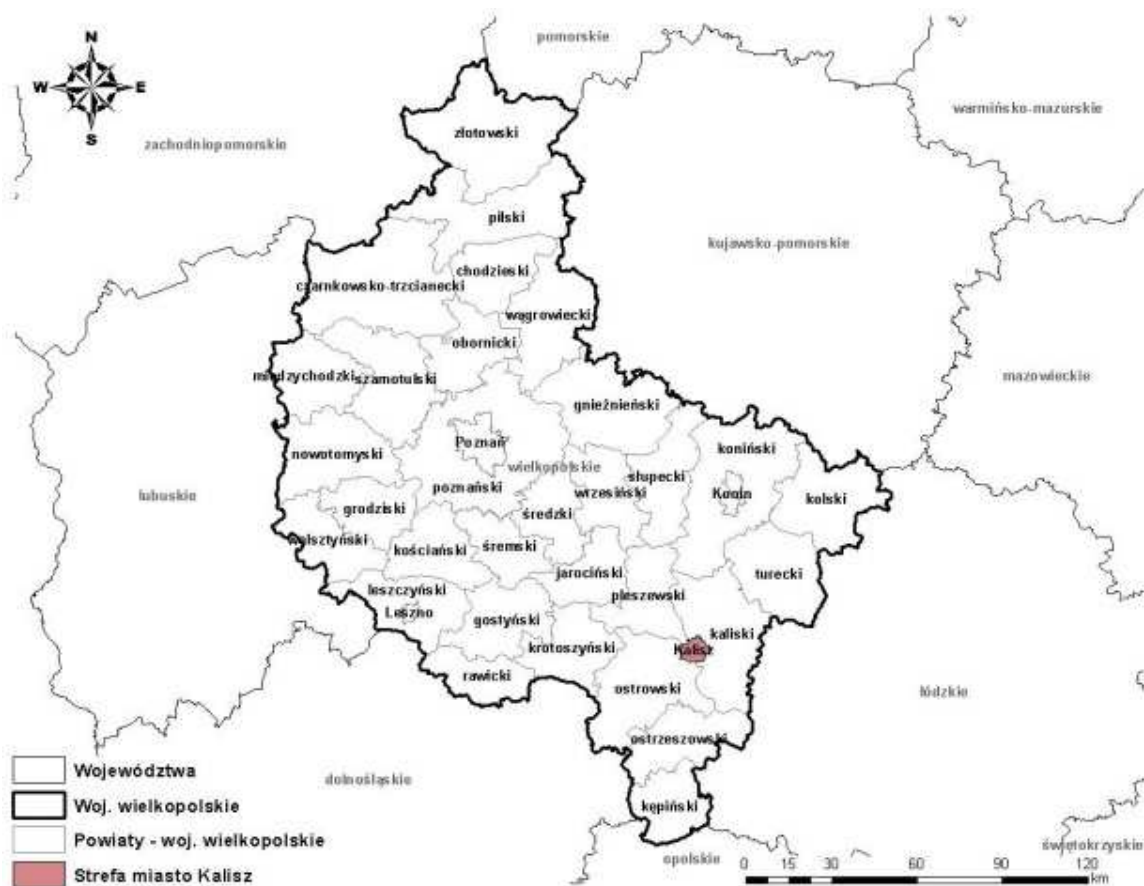 pomorskie
N
W
E
S
warmińsko-mazurskie
zachodniopomorskie
złotowski
pilski
kujawsko-pomorskie
chodzieski
czarnkowsko-trzcianecki
wągrowiecki
obornicki
międzychodzki
szamotulski
mazowieckie
gnieźnieński
Poznań
koniński
nowotomyski
wielkopolskie
słupecki
lubuskie
poznański
wrzesiński
Konin
kolski
grodziski
średzki
wolsztyński
kościański
śremski
jarociński
turecki
leszczyński
pleszewski
Leszno
gostyński
kaliski
krotoszyński
Kalisz
rawicki
ostrowski
łódzkie
ostrzeszowski
Województwa
dolnośląskie
Woj. wielkopolskie
kępiński
Powiaty - woj. wielkopolskie
świętokrzyskie
opolskie
0 15 30 60 90 120
km
Strefa miasto Kalisz